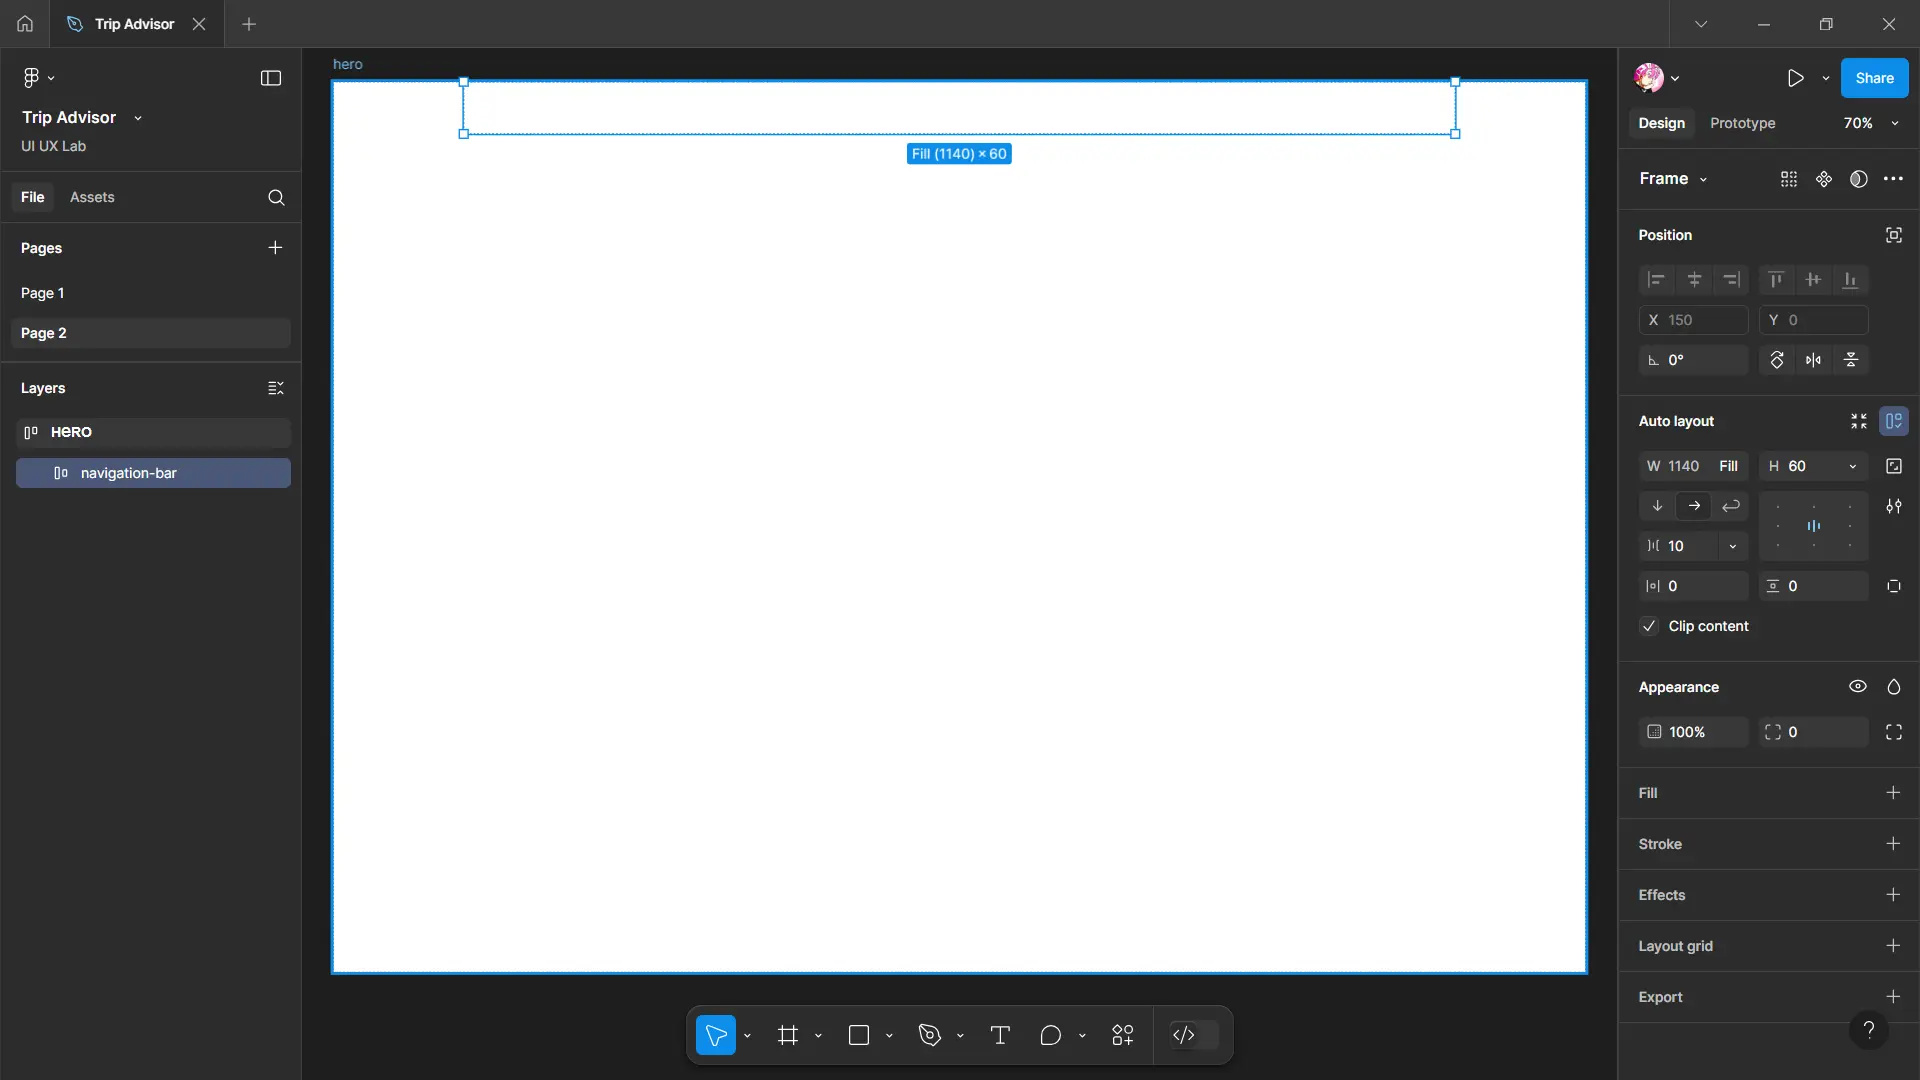 Trip Advisor
hero
Trip Advisor
UI UX Lab
File
Assets
Pages
Page 1
Page 2
Layers
HERO
navigation-bar
Fill (1140) × 60
Share
Design
Prototype
70%
Frame
Position
X 150
Y 0
0°
Auto layout
W 1140 Fill
H 60
10
0
0
Clip content
Appearance
100%
0
Fill
Stroke
Effects
Layout grid
Export
?